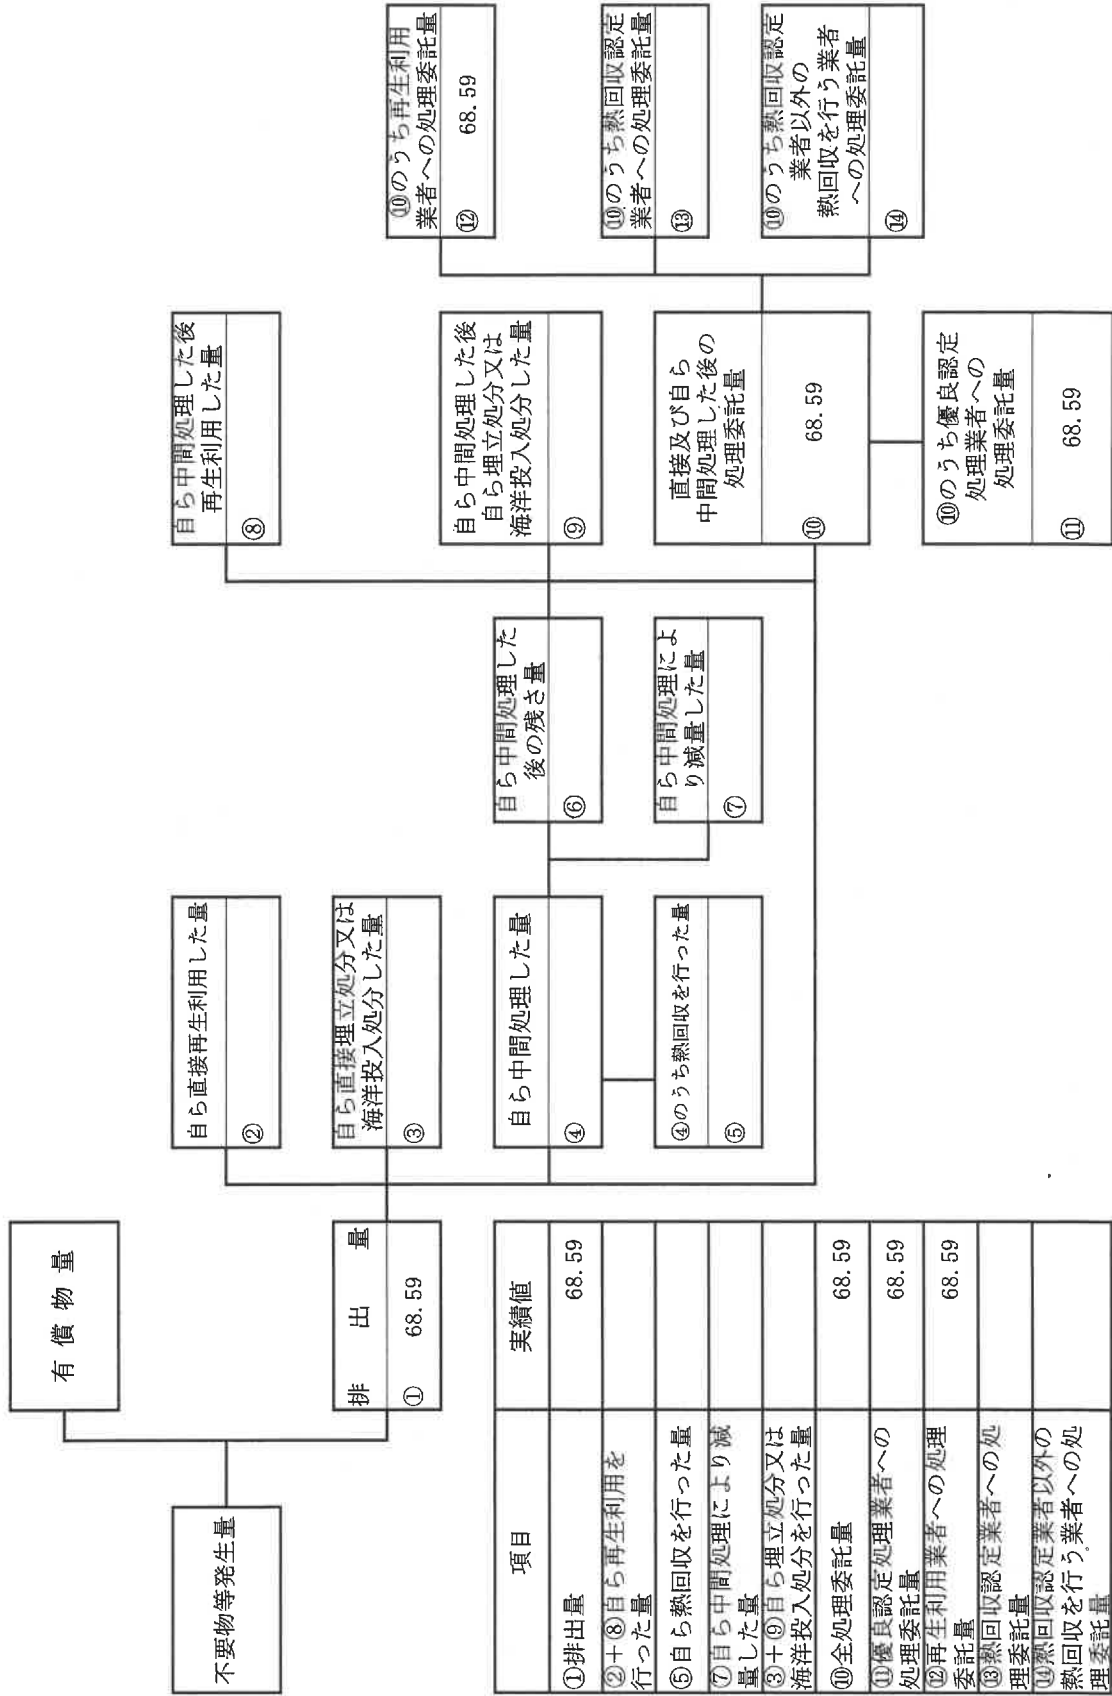 有償物量
不要物等発生量
排出量
① 68.59
自ら直接再生利用した量
②
自ら直接埋立処分又は
海洋投入処分した量
③
自ら中間処理した量
④
④のうち熱回収を行った量
⑤
自ら中間処理した
後の残さ量
⑥
自ら中間処理によ
り減量した量
⑦
自ら中間処理した後
再生利用した量
⑧
自ら中間処理した後
自ら埋立処分又は
海洋投入処分した量
⑨
直接及び自ら
中間処理した後の
処理委託量
⑩ 68.59
⑩のうち優良認定
処理業者への
処理委託量
⑪ 68.59
⑩のうち再生利用
業者への処理委託量
⑫ 68.59
⑩のうち熱回収認定
業者への処理委託量
⑬
⑩のうち熱回収認定
業者以外の
熱回収を行う業者
への処理委託量
⑭
項目 実績値
①排出量 68.59
②+⑧自ら再生利用を
行った量
⑤自ら熱回収を行った量
⑦自ら中間処理により減
量した量
③+⑨自ら埋立処分又は
海洋投入処分を行った量
⑩全処理委託量 68.59
⑪優良認定処理業者への
処理委託量 68.59
⑫再生利用業者への処理
委託量 68.59
⑬熱回収認定業者への処
理委託量
⑭熱回収認定業者以外の
熱回収を行う業者への処
理委託量